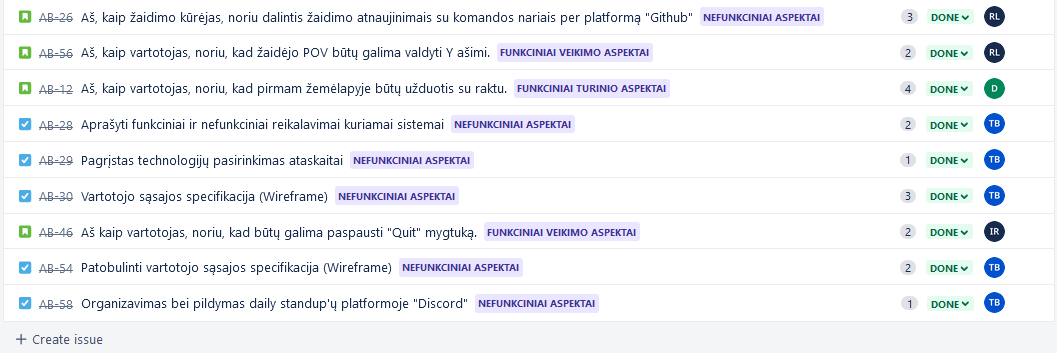 AB-26 Aš, kaip žaidimo kūrėjas, noriu dalintis žaidimo atnaujinimais su komandos nariais per platformą "Github" NEFUNKCINIAI ASPEKTAI 3 DONE RL
AB-56 Aš, kaip vartotojas, noriu, kad žaidėjo POV būtų galima valdyti Y ašimi. FUNKCINIAI VEIKIMO ASPEKTAI 2 DONE RL
AB-12 Aš, kaip vartotojas, noriu, kad pirmam žemėlapyje būtų užduotis su raktu. FUNKCINIAI TURINIO ASPEKTAI 4 DONE D
AB-28 Aprašyti funkciniai ir nefunkciniai reikalavimai kuriamai sistemai NEFUNKCINIAI ASPEKTAI 2 DONE TB
AB-29 Pagrįstas technologijų pasirinkimas ataskaitai NEFUNKCINIAI ASPEKTAI 1 DONE TB
AB-30 Vartotojo sąsajos specifikacija (Wireframe) NEFUNKCINIAI ASPEKTAI 3 DONE TB
AB-46 Aš kaip vartotojas, noriu, kad būtų galima paspausti "Quit" mygtuką. FUNKCINIAI VEIKIMO ASPEKTAI 2 DONE IR
AB-54 Patobulinti vartotojo sąsajos specifikacija (Wireframe) NEFUNKCINIAI ASPEKTAI 2 DONE TB
AB-58 Organizavimas bei pildymas daily standup'ų platformoje "Discord" NEFUNKCINIAI ASPEKTAI 1 DONE TB
+ Create issue